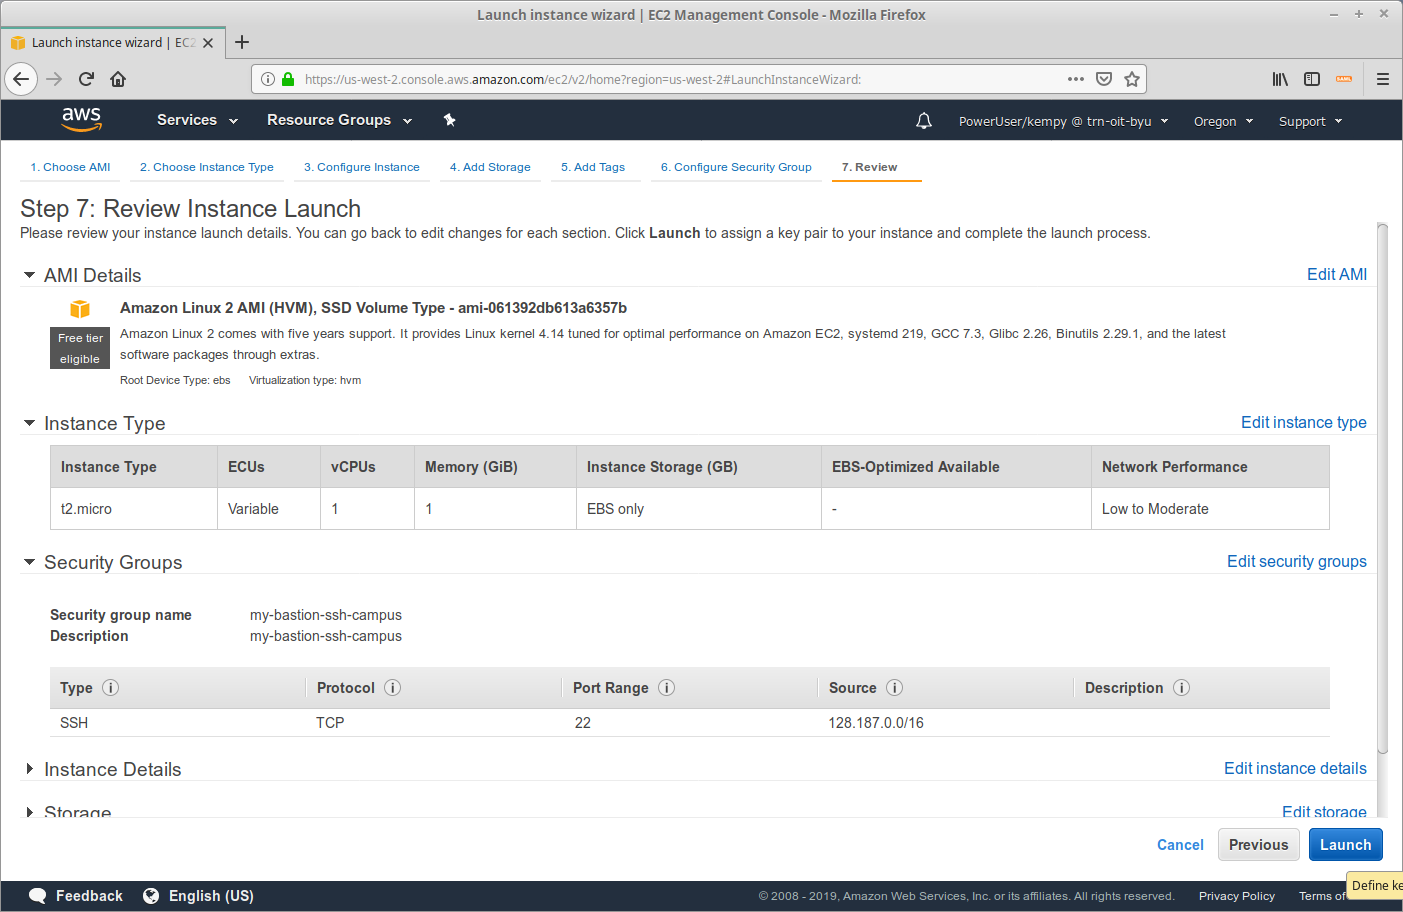 Launch instance wizard | EC2 Management Console - Mozilla Firefox
Launch instance wizard | EC2
https://us-west-2.console.aws.amazon.com/ec2/v2/home?region=us-west-2#LaunchInstanceWizard:
aws Services Resource Groups PowerUser/kempy @ trn-oit-byu Oregon Support
1. Choose AMI 2. Choose Instance Type 3. Configure Instance 4. Add Storage 5. Add Tags 6. Configure Security Group 7. Review
Step 7: Review Instance Launch
Please review your instance launch details. You can go back to edit changes for each section. Click Launch to assign a key pair to your instance and complete the launch process.
AMI Details Edit AMI
Amazon Linux 2 AMI (HVM), SSD Volume Type - ami-061392db613a6357b
Free tier
eligible
Amazon Linux 2 comes with five years support. It provides Linux kernel 4.14 tuned for optimal performance on Amazon EC2, systemd 219, GCC 7.3, Glibc 2.26, Binutils 2.29.1, and the latest
software packages through extras.
Root Device Type: ebs Virtualization type: hvm
Instance Type Edit instance type
Instance Type ECUs vCPUs Memory (GiB) Instance Storage (GB) EBS-Optimized Available Network Performance
t2.micro Variable 1 1 EBS only - Low to Moderate
Security Groups Edit security groups
Security group name my-bastion-ssh-campus
Description my-bastion-ssh-campus
Type Protocol Port Range Source Description
SSH TCP 22 128.187.0.0/16
Instance Details Edit instance details
Storage Edit storage
Cancel Previous Launch
Feedback English (US) © 2008 - 2019, Amazon Web Services, Inc. or its affiliates. All rights reserved. Privacy Policy Terms of
Define ke